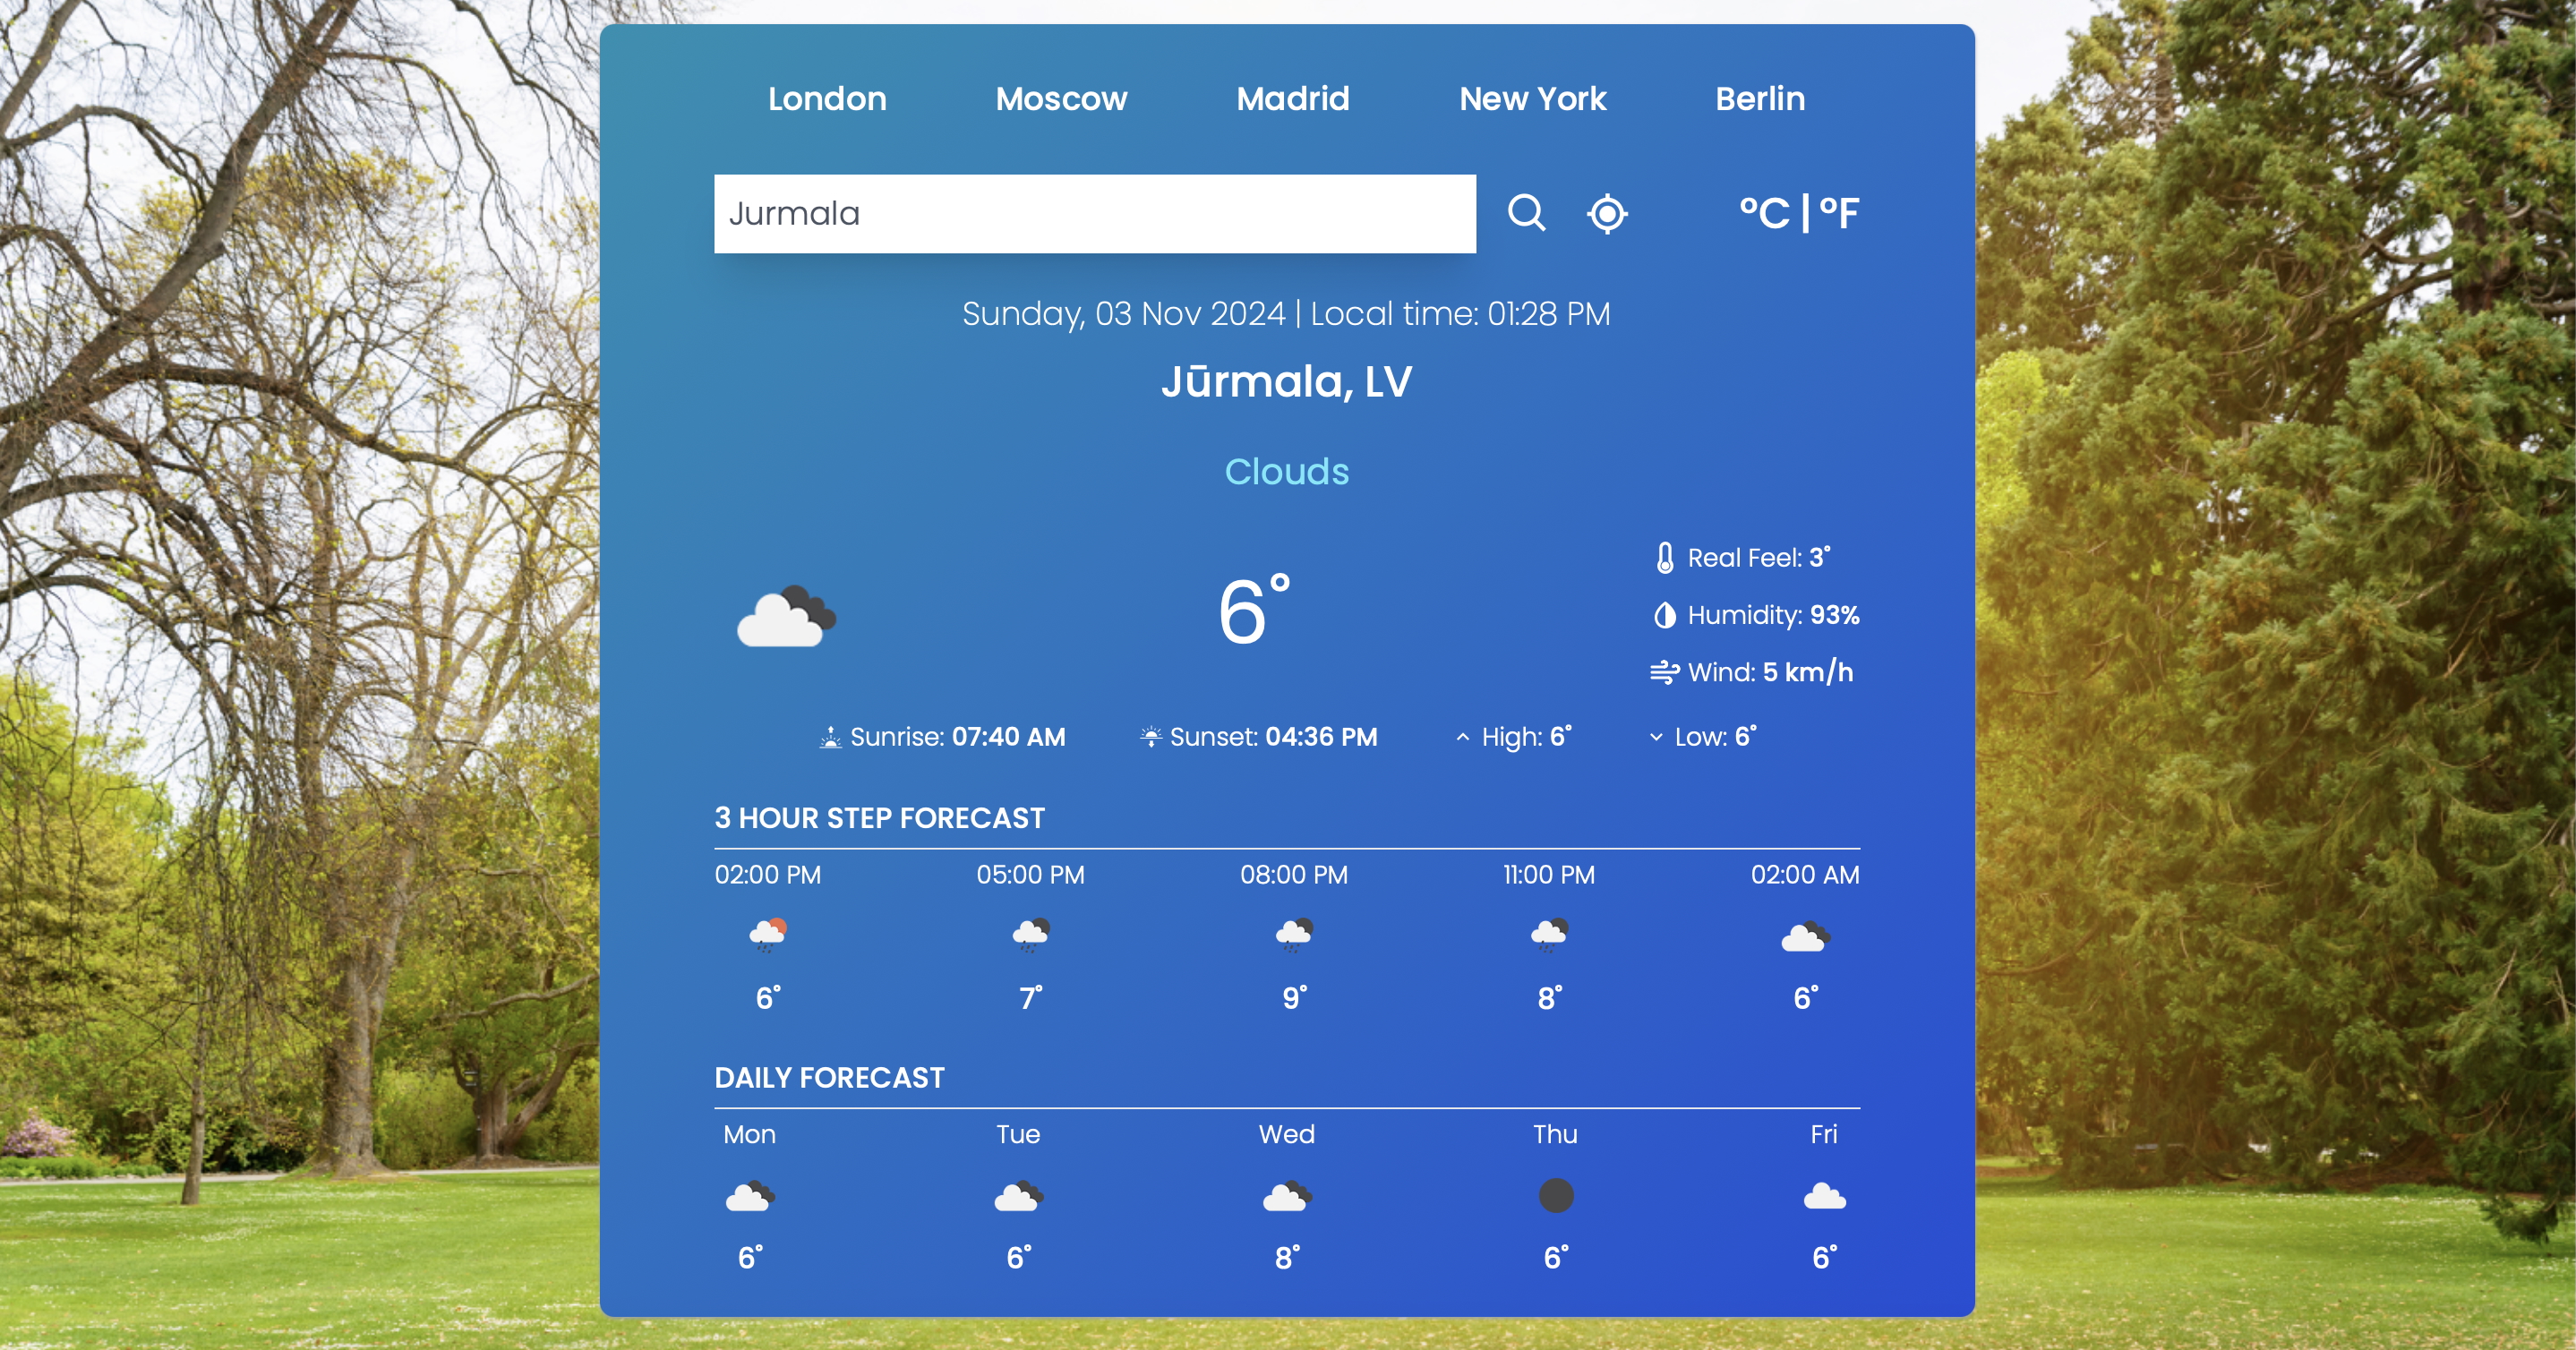 London Moscow Madrid New York Berlin
Jurmala °C | °F
Sunday, 03 Nov 2024 | Local time: 01:28 PM
Jūrmala, LV
Clouds
6°
Real Feel: 3°
Humidity: 93%
Wind: 5 km/h
Sunrise: 07:40 AM Sunset: 04:36 PM High: 6° Low: 6°
3 HOUR STEP FORECAST
02:00 PM 05:00 PM 08:00 PM 11:00 PM 02:00 AM
6° 7° 9° 8° 6°
DAILY FORECAST
Mon Tue Wed Thu Fri
6° 6° 8° 6° 6°